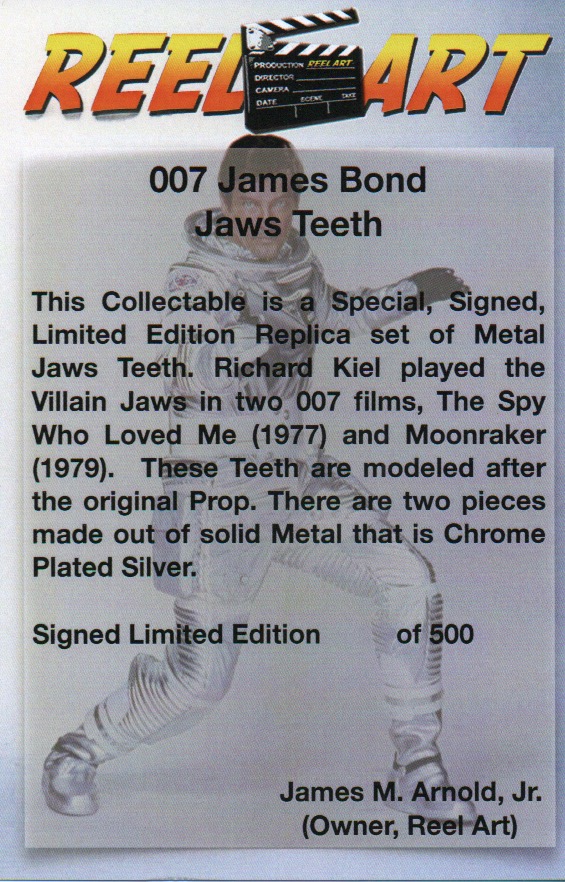 REEL ART
PRODUCTION REEL ART
DIRECTOR
CAMERA
DATE SCENE TAKE
007 James Bond
Jaws Teeth
This Collectable is a Special, Signed,
Limited Edition Replica set of Metal
Jaws Teeth. Richard Kiel played the
Villain Jaws in two 007 films, The Spy
Who Loved Me (1977) and Moonraker
(1979). These Teeth are modeled after
the original Prop. There are two pieces
made out of solid Metal that is Chrome
Plated Silver.
Signed Limited Edition of 500
James M. Arnold, Jr.
(Owner, Reel Art)